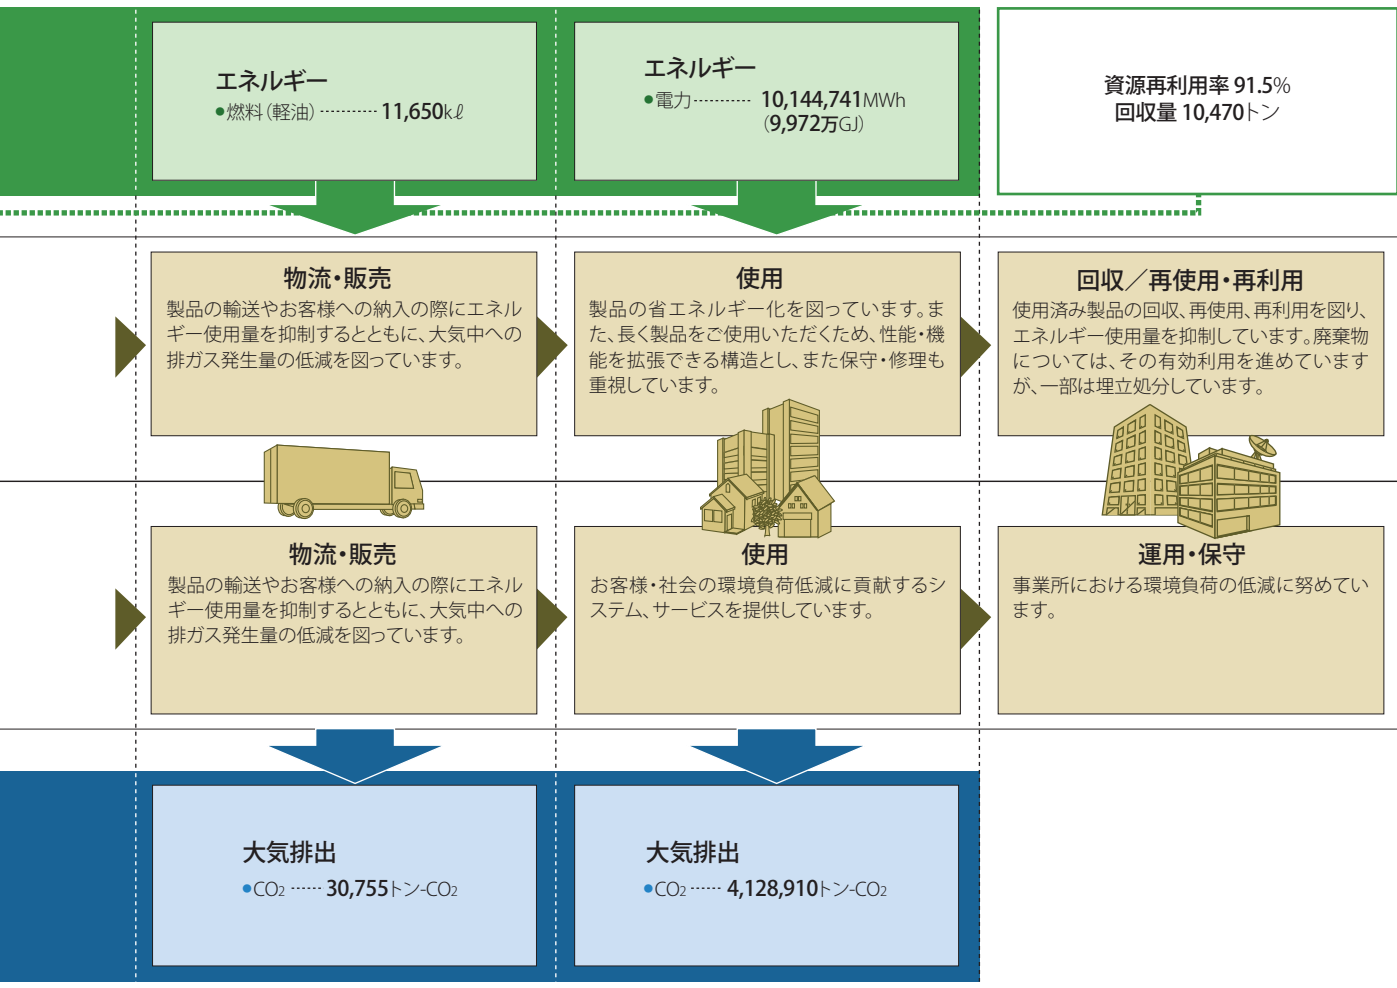 エネルギー
●燃料（軽油）………… 11,650kℓ
エネルギー
●電力………… 10,144,741MWh
（9,972万GJ）
資源再利用率 91.5%
回収量 10,470トン
物流・販売
製品の輸送やお客様への納入の際にエネル
ギー使用量を抑制するとともに、大気中への
排ガス発生量の低減を図っています。
使用
製品の省エネルギー化を図っています。ま
た、長く製品をご使用いただくため、性能・機
能を拡張できる構造とし、また保守・修理も
重視しています。
回収／再使用・再利用
使用済み製品の回収、再使用、再利用を図り、
エネルギー使用量を抑制しています。廃棄物
については、その有効利用を進めています
が、一部は埋立処分しています。
物流・販売
製品の輸送やお客様への納入の際にエネル
ギー使用量を抑制するとともに、大気中への
排ガス発生量の低減を図っています。
使用
お客様・社会の環境負荷低減に貢献するシ
ステム、サービスを提供しています。
運用・保守
事業所における環境負荷の低減に努めてい
ます。
大気排出
●CO2 …… 30,755トン-CO2
大気排出
●CO2 …… 4,128,910トン-CO2